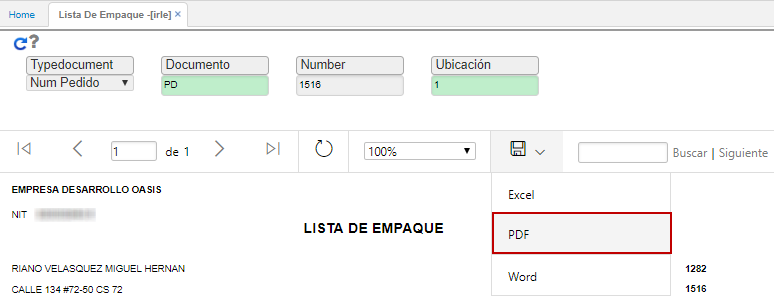 Home Lista De Empaque -[irle] ×
?
Typedocument Documento Number Ubicación
Num Pedido PD 1516 1
1 de 1 100% Buscar | Siguiente
EMPRESA DESARROLLO OASIS
Excel
NIT
LISTA DE EMPAQUE
PDF
RIANO VELASQUEZ MIGUEL HERNAN 1282
Word
CALLE 134 #72-50 CS 72 1516